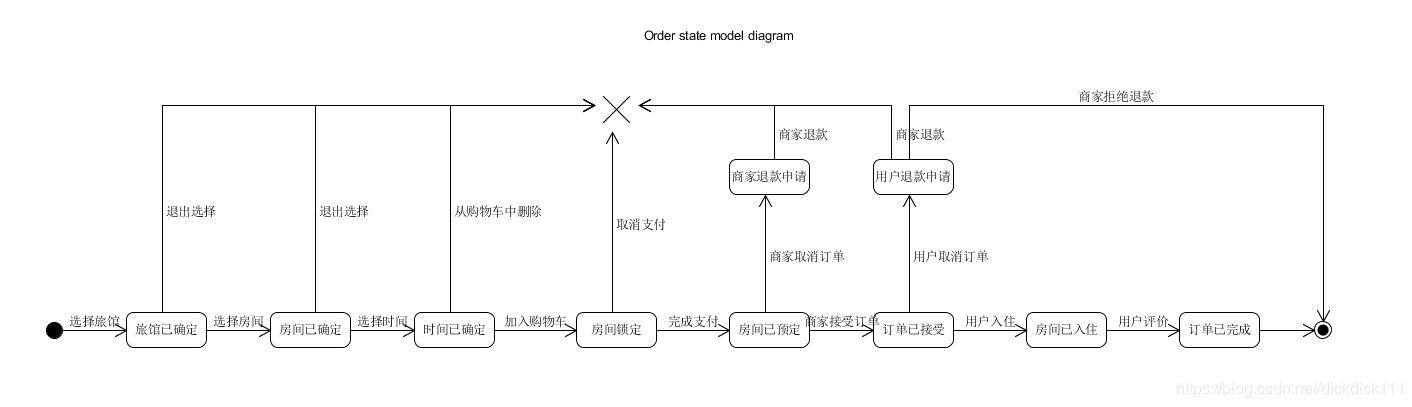 Order state model diagram
商家拒绝退款
商家退款
商家退款
商家退款申请
用户退款申请
退出选择
退出选择
从购物车中删除
取消支付
商家取消订单
用户取消订单
选择旅馆
旅馆已确定
选择房间
房间已确定
选择时间
时间已确定
加入购物车
房间锁定
完成支付
房间已预定
商家接受订单
订单已接受
用户入住
房间已入住
用户评价
订单已完成
https://blog.csdn.net/dickdick111